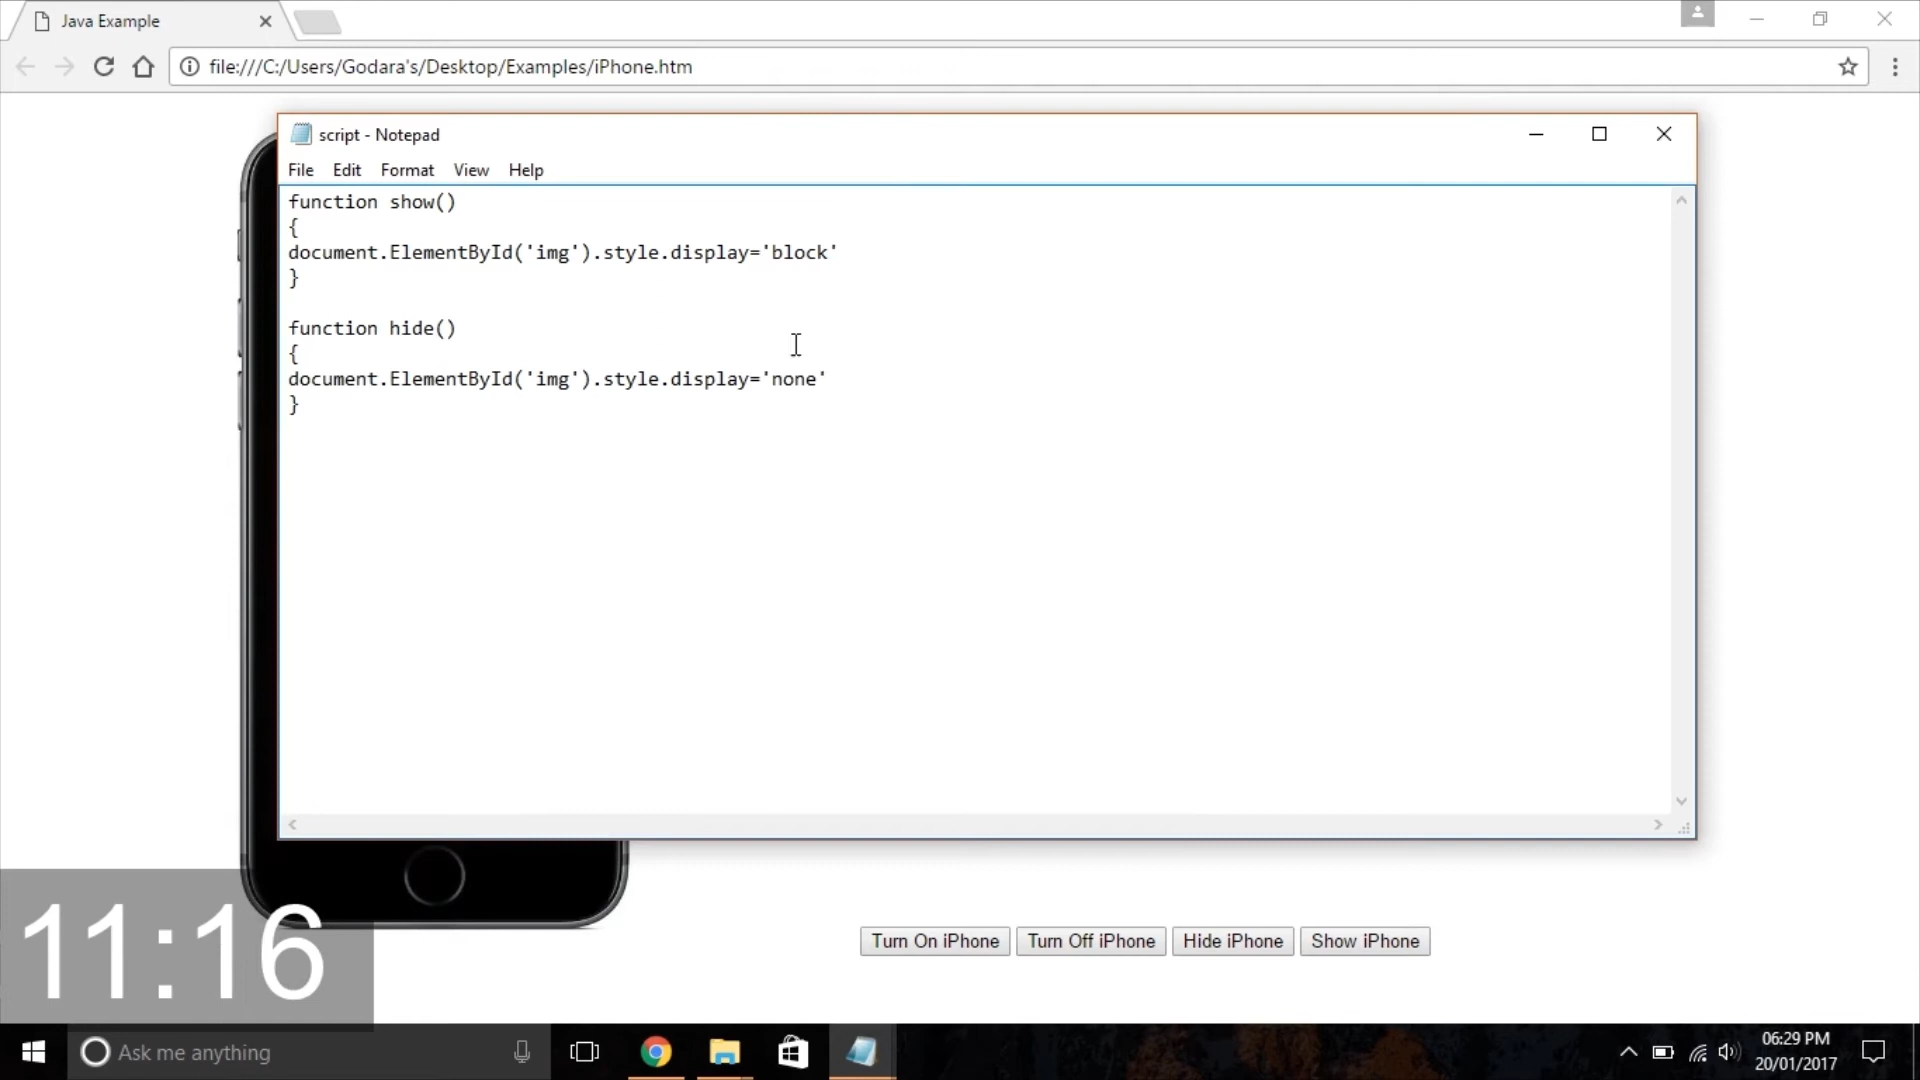 Java Example
file:///C:/Users/Godara's/Desktop/Examples/iPhone.htm
script - Notepad
File Edit Format View Help
function show()
{
document.ElementById('img').style.display='block'
}
function hide()
{
document.ElementById('img').style.display='none'
}
11:16
Turn On iPhone Turn Off iPhone Hide iPhone Show iPhone
Ask me anything
06:29 PM
20/01/2017